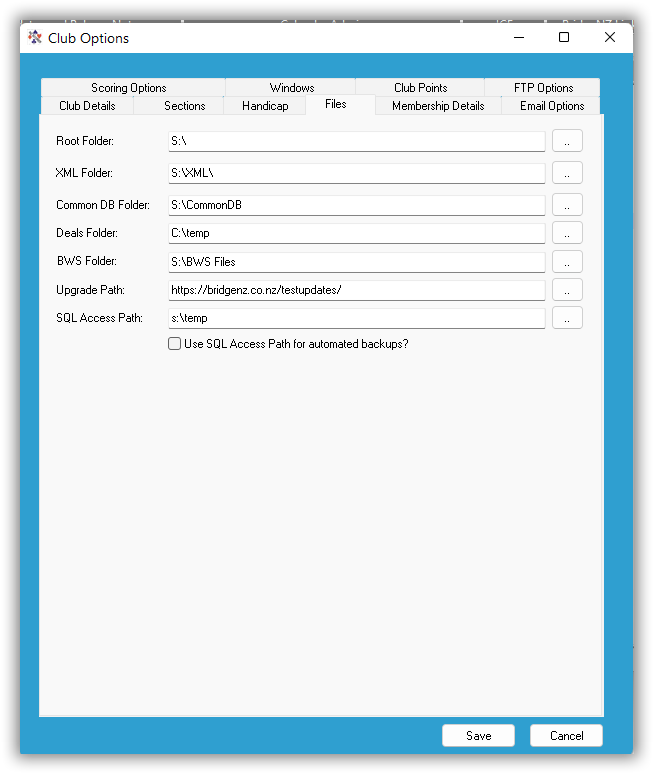 Club Options
Scoring Options Windows Club Points FTP Options
Club Details Sections Handicap Files Membership Details Email Options
Root Folder: S:\ ..
XML Folder: S:\XML\ ..
Common DB Folder: S:\CommonDB ..
Deals Folder: C:\temp ..
BWS Folder: S:\BWS Files ..
Upgrade Path: https://bridgenz.co.nz/testupdates/ ..
SQL Access Path: s:\temp ..
Use SQL Access Path for automated backups?
Save Cancel